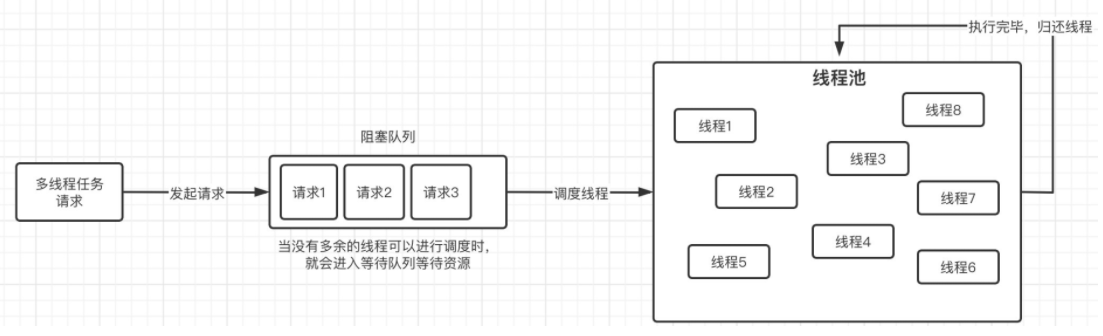 多线程任务
请求
发起请求
阻塞队列
请求1
请求2
请求3
当没有多余的线程可以进行调度时，
就会进入等待队列等待资源
调度线程
执行完毕，归还线程
线程池
线程1
线程8
线程3
线程2
线程7
线程4
线程5
线程6